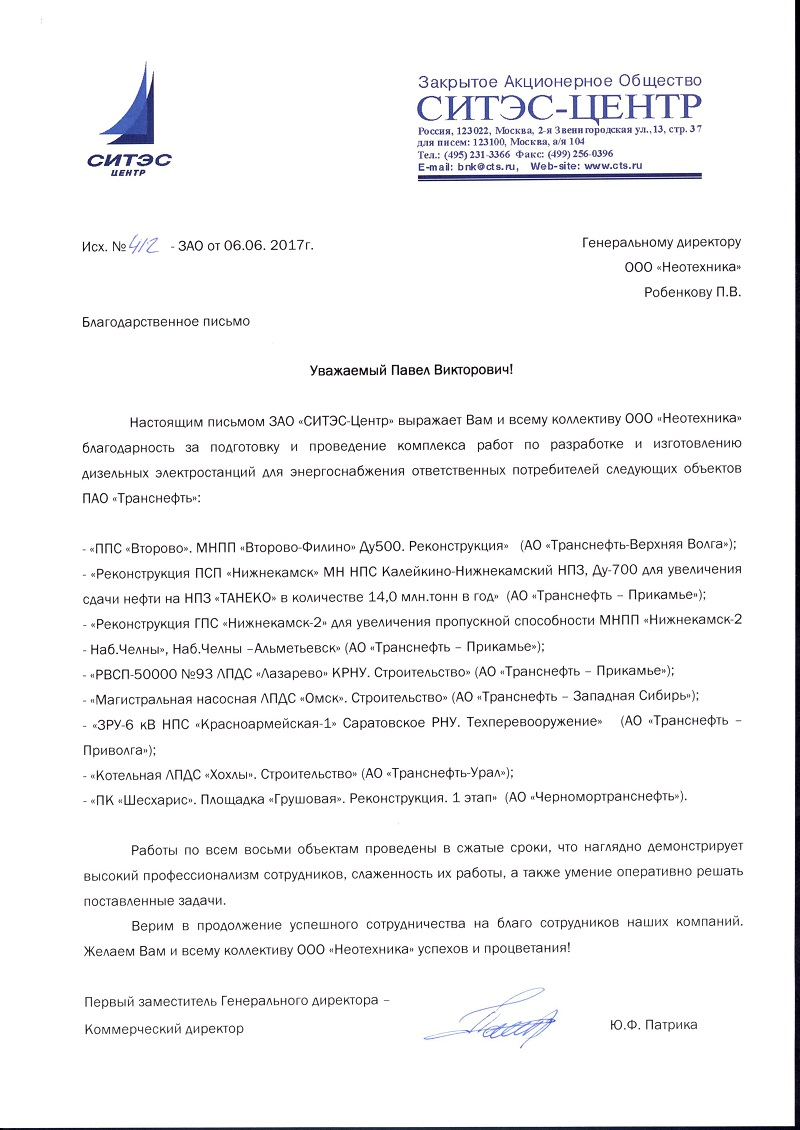 СИТЭС
ЦЕНТР
Закрытое Акционерное Общество
СИТЭС-ЦЕНТР
Россия, 123022, Москва, 2-я Звенигородская ул.,13, стр. 37
для писем: 123100, Москва, а/я 104
Тел.: (495) 231-3366 Факс: (499) 256-0396
E-mail: bnk@cts.ru, Web-site: www.cts.ru
Исх. №412 - ЗАО от 06.06. 2017г.
Генеральному директору
ООО «Неотехника»
Робенкову П.В.
Благодарственное письмо
Уважаемый Павел Викторович!
Настоящим письмом ЗАО «СИТЭС-Центр» выражает Вам и всему коллективу ООО «Неотехника»
благодарность за подготовку и проведение комплекса работ по разработке и изготовлению
дизельных электростанций для энергоснабжения ответственных потребителей следующих объектов
ПАО «Транснефть»:
- «ППС «Второво». МНПП «Второво-Филино» Ду500. Реконструкция» (АО «Транснефть-Верхняя Волга»);
- «Реконструкция ПСП «Нижнекамск» МН НПС Калейкино-Нижнекамский НПЗ, Ду-700 для увеличения
сдачи нефти на НПЗ «ТАНЕКО» в количестве 14,0 млн.тонн в год» (АО «Транснефть – Прикамье»);
- «Реконструкция ГПС «Нижнекамск-2» для увеличения пропускной способности МНПП «Нижнекамск-2
- Наб.Челны», Наб.Челны –Альметьевск» (АО «Транснефть – Прикамье»);
- «РВСП-50000 №93 ЛПДС «Лазарево» КРНУ. Строительство» (АО «Транснефть – Прикамье»);
- «Магистральная насосная ЛПДС «Омск». Строительство» (АО «Транснефть – Западная Сибирь»);
- «ЗРУ-6 кВ НПС «Красноармейская-1» Саратовское РНУ. Техперевооружение» (АО «Транснефть –
Приволга»);
- «Котельная ЛПДС «Хохлы». Строительство» (АО «Транснефть-Урал»);
- «ПК «Шесхарис». Площадка «Грушовая». Реконструкция. 1 этап» (АО «Черномортранснефть»).
Работы по всем восьми объектам проведены в сжатые сроки, что наглядно демонстрирует
высокий профессионализм сотрудников, слаженность их работы, а также умение оперативно решать
поставленные задачи.
Верим в продолжение успешного сотрудничества на благо сотрудников наших компаний.
Желаем Вам и всему коллективу ООО «Неотехника» успехов и процветания!
Первый заместитель Генерального директора –
Коммерческий директор
Ю.Ф. Патрика